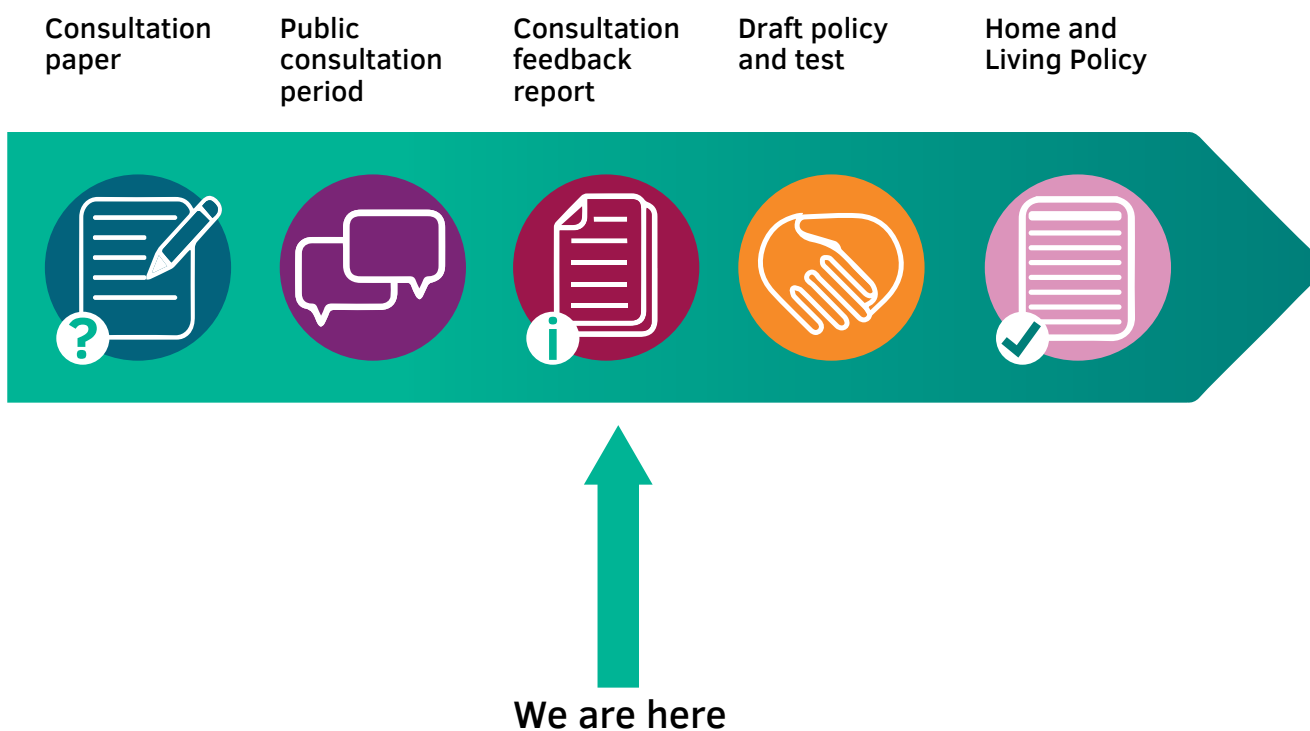 Consultation
paper
Public
consultation
period
Consultation
feedback
report
Draft policy
and test
Home and
Living Policy
?
i
We are here